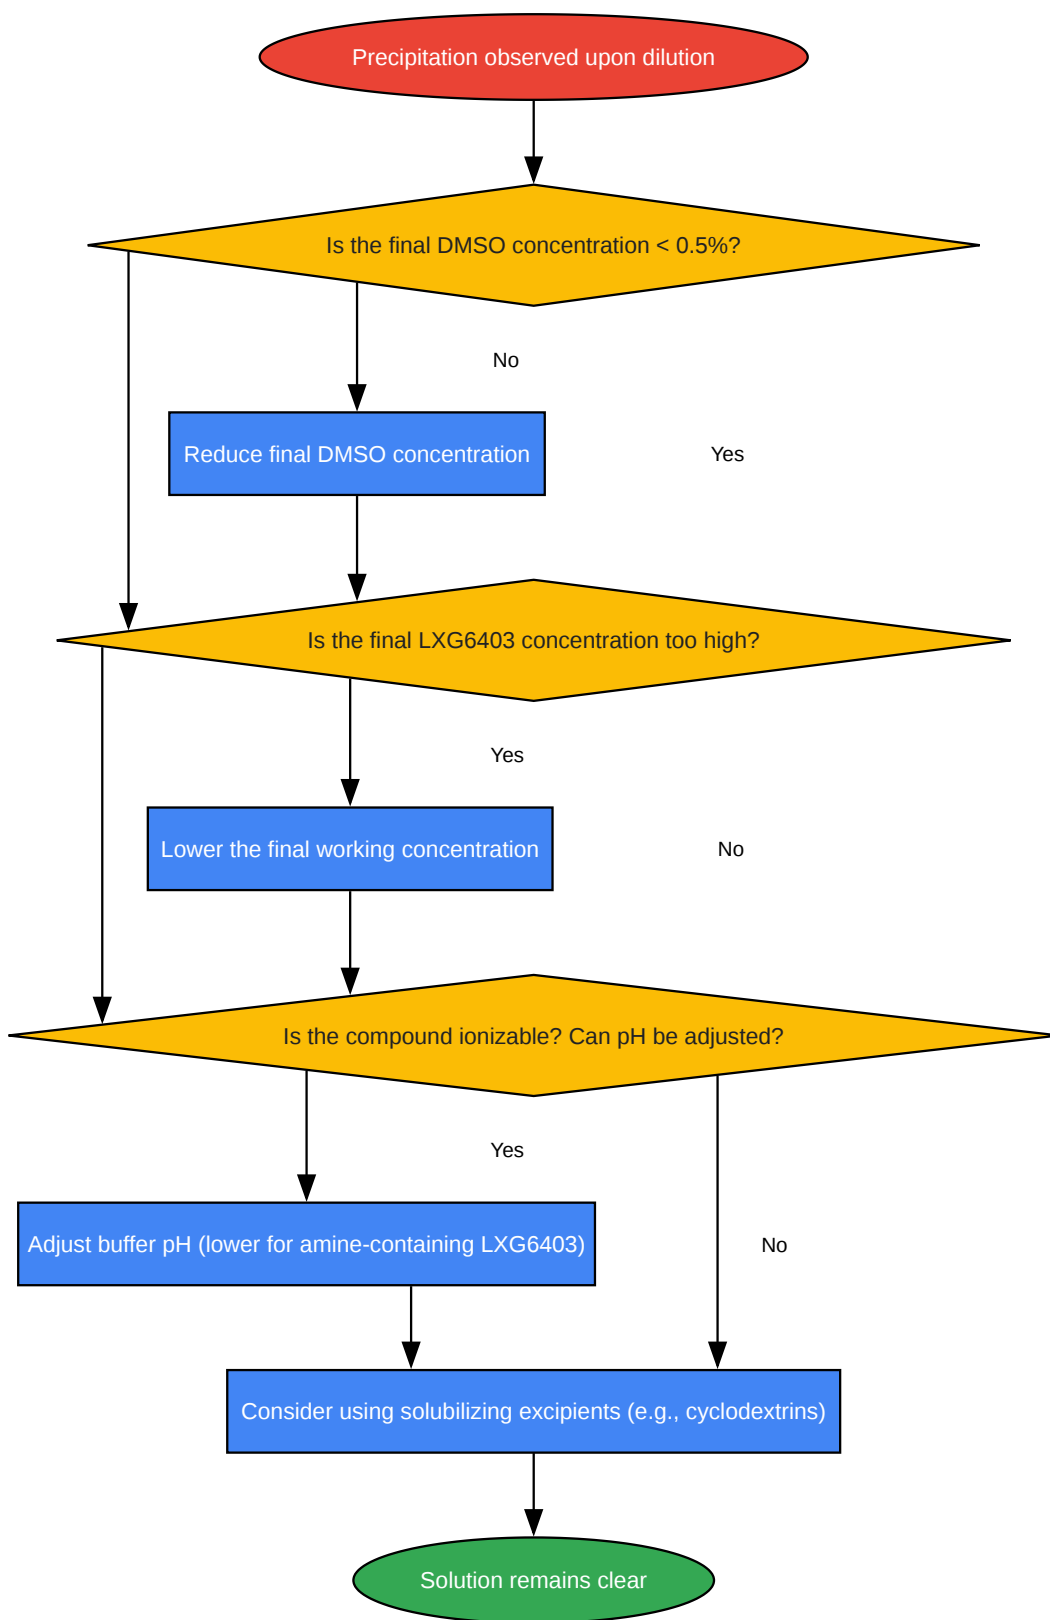 Precipitation observed upon dilution
Is the final DMSO concentration < 0.5%?
No
Reduce final DMSO concentration
Yes
Is the final LXG6403 concentration too high?
Yes
Lower the final working concentration
No
Is the compound ionizable? Can pH be adjusted?
Yes
Adjust buffer pH (lower for amine-containing LXG6403)
No
Consider using solubilizing excipients (e.g., cyclodextrins)
Solution remains clear